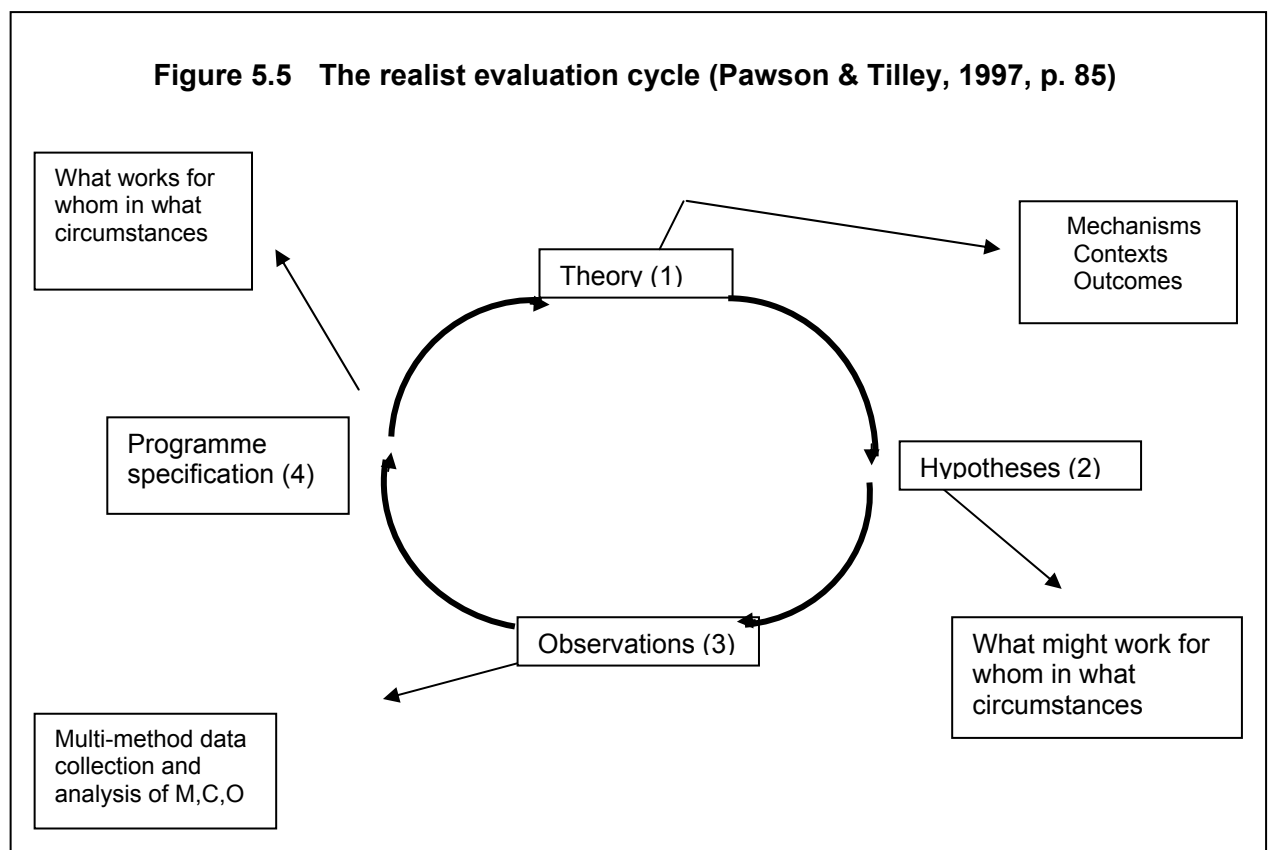 Figure 5.5 The realist evaluation cycle (Pawson & Tilley, 1997, p. 85)
What works for
whom in what
circumstances
Mechanisms
Contexts
Outcomes
Theory (1)
Programme
specification (4)
Hypotheses (2)
Observations (3)
What might work for
whom in what
circumstances
Multi-method data
collection and
analysis of M,C,O